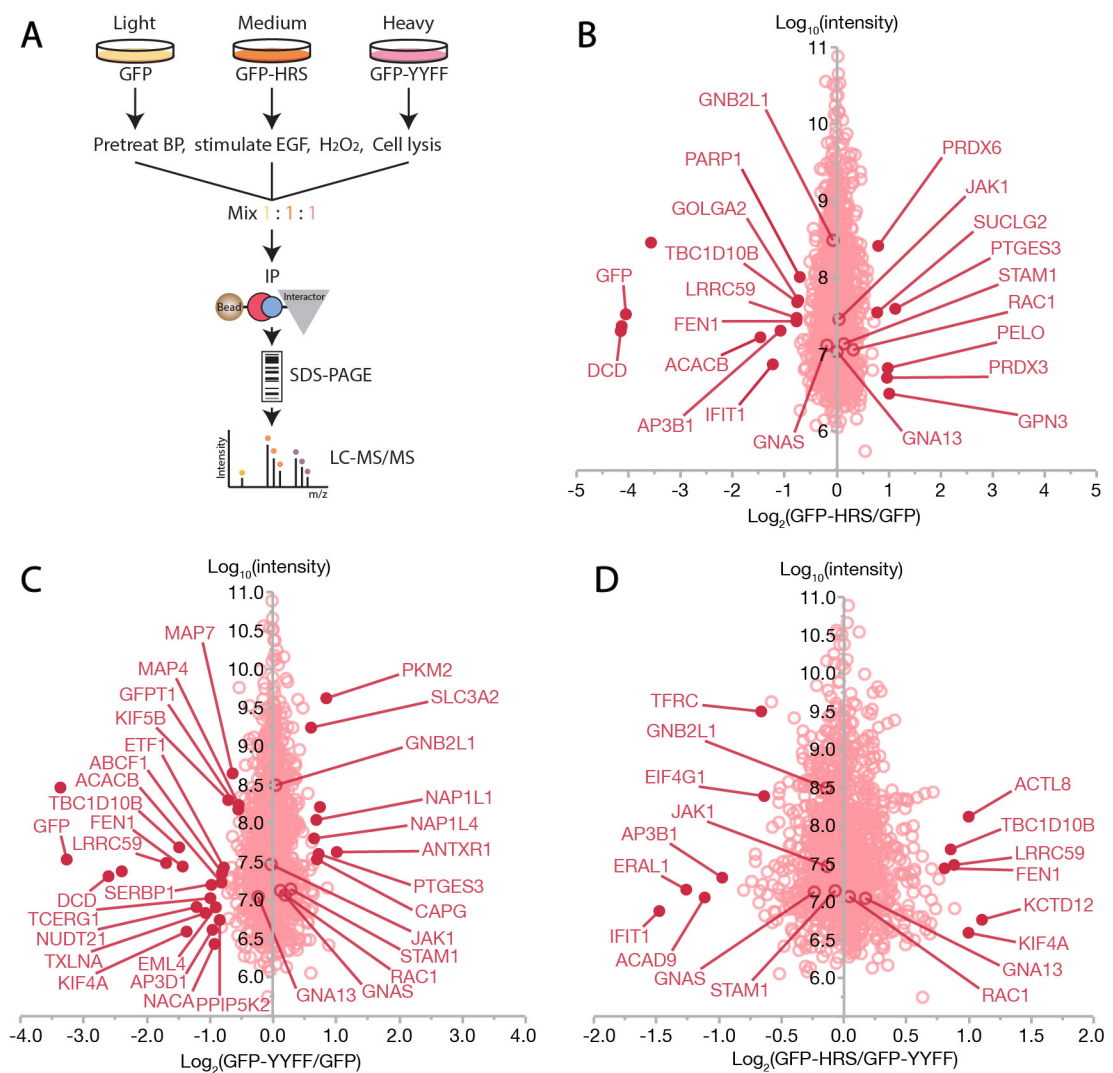 A
Light Medium Heavy
GFP GFP-HRS GFP-YYFF
Pretreat BP, stimulate EGF, H2O2, Cell lysis
Mix 1 : 1 : 1
IP
Bead Interactor
SDS-PAGE
Intensity
LC-MS/MS
m/z
B
Log10(intensity)
11
10
9
8
7
6
GNB2L1
PARP1
GOLGA2
TBC1D10B
GFP
LRRC59
FEN1
DCD
ACACB
AP3B1
IFIT1
GNAS
PRDX6
JAK1
SUCLG2
PTGES3
STAM1
RAC1
PELO
PRDX3
GPN3
GNA13
-5 -4 -3 -2 -1 0 1 2 3 4 5
Log2(GFP-HRS/GFP)
C
Log10(intensity)
11.0
10.5
10.0
9.5
9.0
8.5
8.0
7.5
7.0
6.5
6.0
MAP7
MAP4
GFPT1
KIF5B
ETF1
ABCF1
ACACB
TBC1D10B
GFP
FEN1
LRRC59
DCD
SERBP1
TCERG1
NUDT21
TXLNA
KIF4A
EML4
AP3D1
NACA
PPIP5K2
PKM2
SLC3A2
GNB2L1
NAP1L1
NAP1L4
ANTXR1
PTGES3
CAPG
JAK1
STAM1
RAC1
GNAS
GNA13
-4.0 -3.0 -2.0 -1.0 0.0 1.0 2.0 3.0 4.0
Log2(GFP-YYFF/GFP)
D
Log10(intensity)
11.0
10.5
10.0
9.5
9.0
8.5
8.0
7.5
7.0
6.5
6.0
TFRC
GNB2L1
EIF4G1
JAK1
AP3B1
ERAL1
IFIT1
ACAD9
GNAS
STAM1
ACTL8
TBC1D10B
LRRC59
FEN1
KCTD12
KIF4A
GNA13
RAC1
-2.0 -1.5 -1.0 -0.5 0.0 0.5 1.0 1.5 2.0
Log2(GFP-HRS/GFP-YYFF)